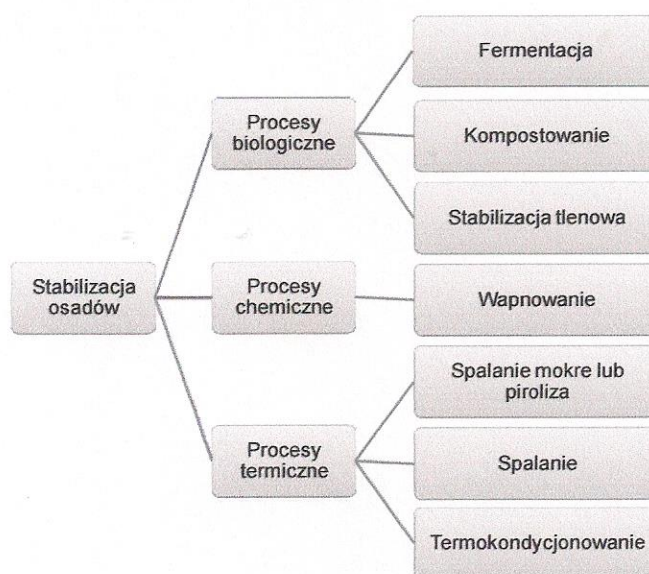 Stabilizacja
osadów
Procesy
biologiczne
Fermentacja
Kompostowanie
Stabilizacja tlenowa
Procesy
chemiczne
Wapnowanie
Procesy
termiczne
Spalanie mokre lub
piroliza
Spalanie
Termokondycjonowanie